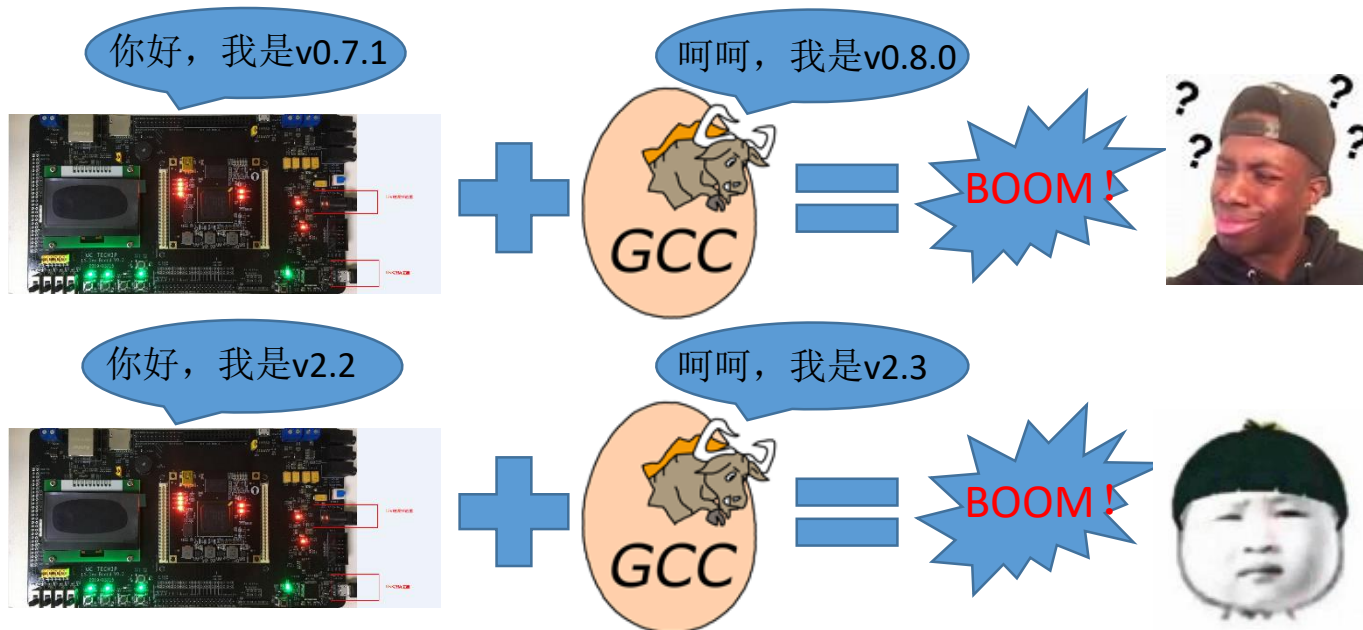 你好，我是v0.7.1
呵呵，我是v0.8.0
GCC
BOOM！
? ? ? ?
你好，我是v2.2
呵呵，我是v2.3
GCC
BOOM！